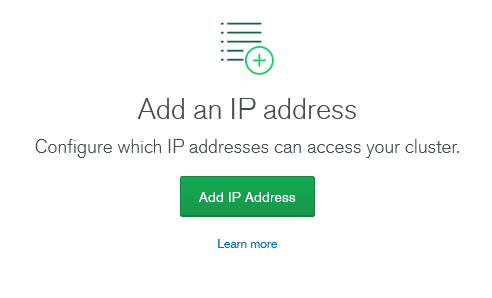 Add an IP address
Configure which IP addresses can access your cluster.
Add IP Address
Learn more